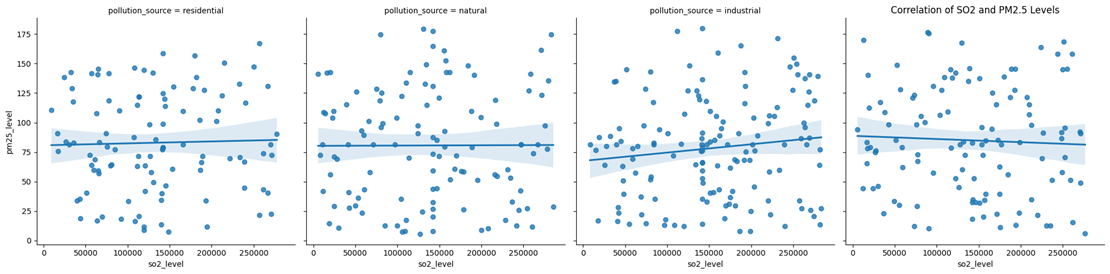 pollution_source = residential
pollution_source = natural
pollution_source = industrial
Correlation of SO2 and PM2.5 Levels
175
150
125
100
75
50
25
0
pm25_level
0 50000 100000 150000 200000 250000
0 50000 100000 150000 200000 250000
0 50000 100000 150000 200000 250000
0 50000 100000 150000 200000 250000
so2_level
so2_level
so2_level
so2_level